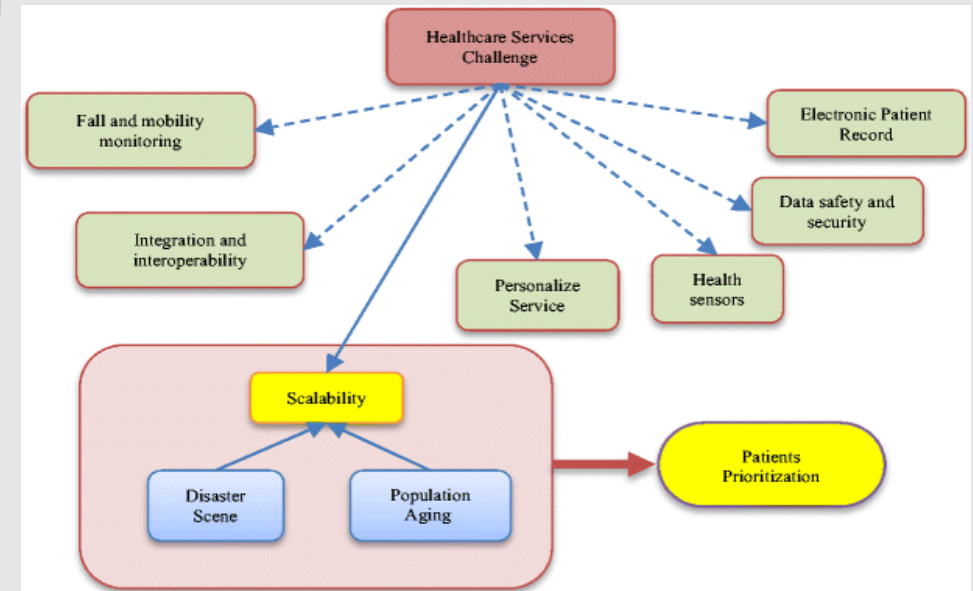 Healthcare Services
Challenge
Fall and mobility
monitoring
Electronic Patient
Record
Data safety and
security
Integration and
interoperability
Personalize
Service
Health
sensors
Scalability
Disaster
Scene
Population
Aging
Patients
Prioritization